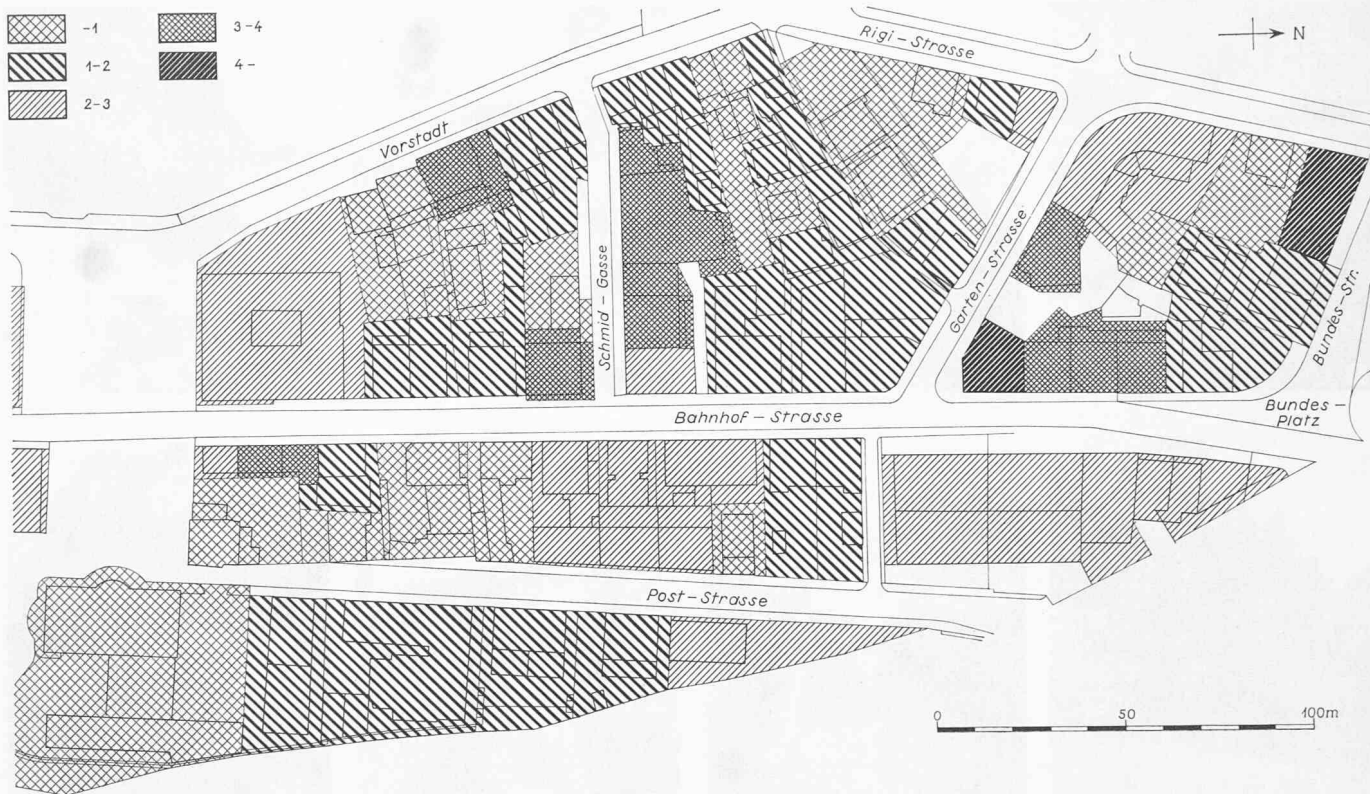 -1
1-2
2-3
3-4
4-
N
Rigi-Strasse
Vorstadt
Schmid-Gasse
Garten-Strasse
Bundes-Str.
Bahnhof-Strasse
Bundes-
Platz
Post-Strasse
0 50 100m